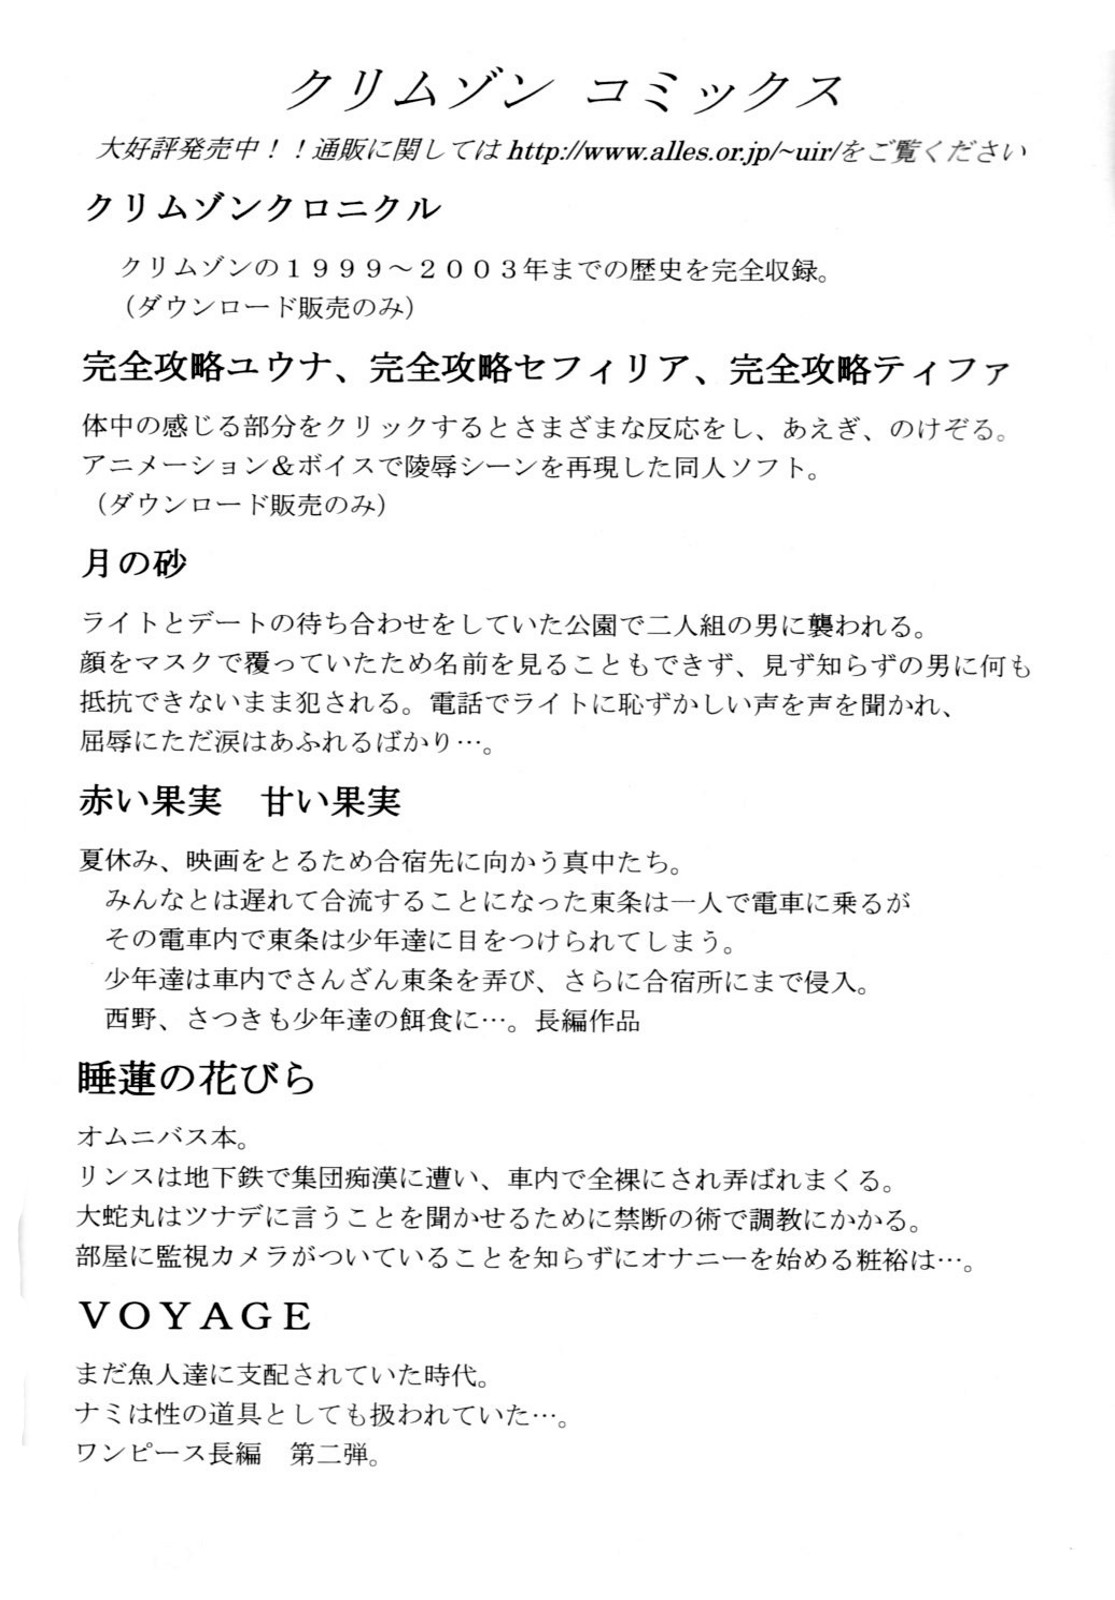 クリムゾン コミックス
大好評発売中！！通販に関しては http://www.alles.or.jp/~uir/をご覧ください
クリムゾンクロニクル
クリムゾンの１９９９～２００３年までの歴史を完全収録。
（ダウンロード販売のみ）
完全攻略ユウナ、完全攻略セフィリア、完全攻略ティファ
体中の感じる部分をクリックするとさまざまな反応をし、あえぎ、のけぞる。
アニメーション＆ボイスで陵辱シーンを再現した同人ソフト。
（ダウンロード販売のみ）
月の砂
ライトとデートの待ち合わせをしていた公園で二人組の男に襲われる。
顔をマスクで覆っていたため名前を見ることもできず、見ず知らずの男に何も
抵抗できないまま犯される。電話でライトに恥ずかしい声を声を聞かれ、
屈辱にただ涙はあふれるばかり…。
赤い果実　甘い果実
夏休み、映画をとるため合宿先に向かう真中たち。
みんなとは遅れて合流することになった東条は一人で電車に乗るが
その電車内で東条は少年達に目をつけられてしまう。
少年達は車内でさんざん東条を弄び、さらに合宿所にまで侵入。
西野、さつきも少年達の餌食に…。長編作品
睡蓮の花びら
オムニバス本。
リンスは地下鉄で集団痴漢に遭い、車内で全裸にされ弄ばれまくる。
大蛇丸はツナデに言うことを聞かせるために禁断の術で調教にかかる。
部屋に監視カメラがついていることを知らずにオナニーを始める粧裕は…。
ＶＯＹＡＧＥ
まだ魚人達に支配されていた時代。
ナミは性の道具としても扱われていた…。
ワンピース長編　第二弾。